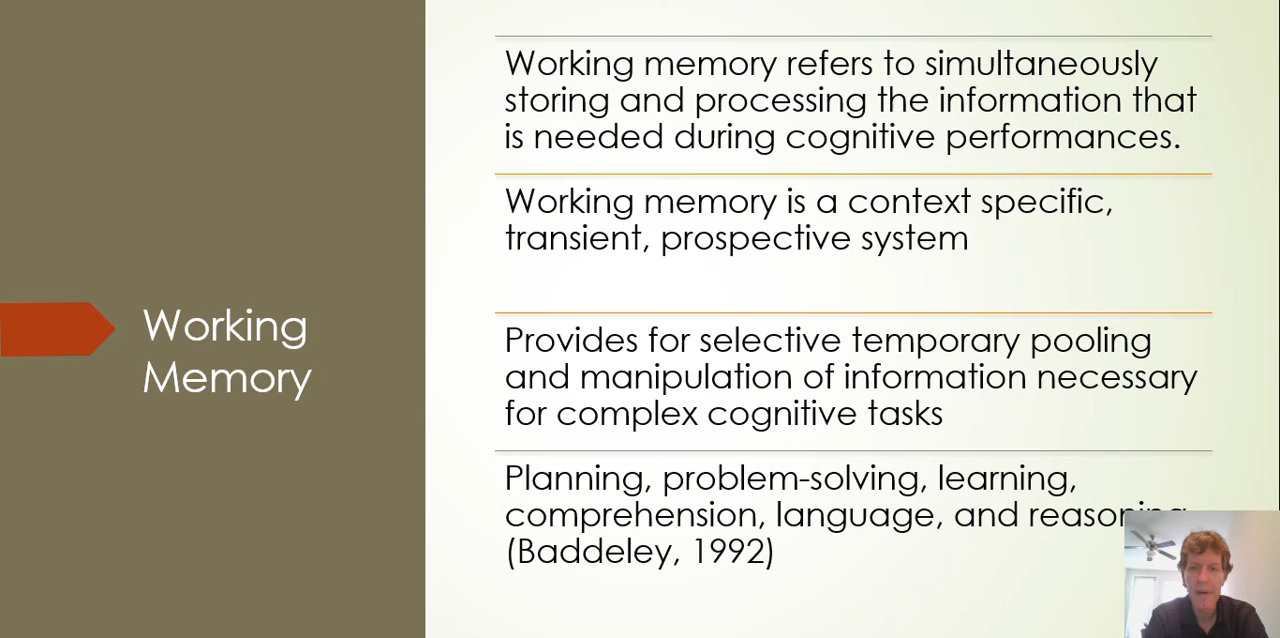 Working
Memory
Working memory refers to simultaneously
storing and processing the information that
is needed during cognitive performances.
Working memory is a context specific,
transient, prospective system
Provides for selective temporary pooling
and manipulation of information necessary
for complex cognitive tasks
Planning, problem-solving, learning,
comprehension, language, and reasoning
(Baddeley, 1992)